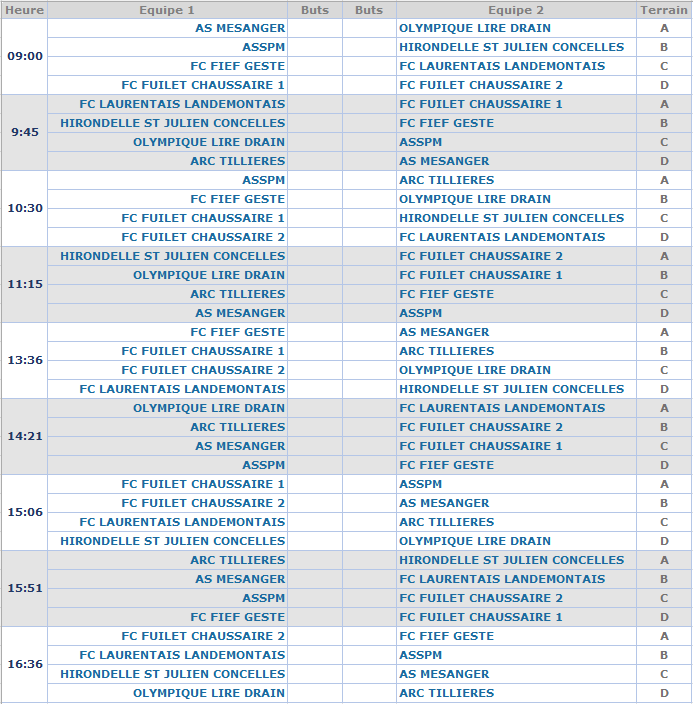 Heure Equipe 1 Buts Buts Equipe 2 Terrain
AS MESANGER OLYMPIQUE LIRE DRAIN A
ASSPM HIRONDELLE ST JULIEN CONCELLES B
09:00
FC FIEF GESTE FC LAURENTAIS LANDEMONTAIS C
FC FUILET CHAUSSAIRE 1 FC FUILET CHAUSSAIRE 2 D
FC LAURENTAIS LANDEMONTAIS FC FUILET CHAUSSAIRE 1 A
HIRONDELLE ST JULIEN CONCELLES FC FIEF GESTE B
9:45
OLYMPIQUE LIRE DRAIN ASSPM C
ARC TILLIERES AS MESANGER D
ASSPM ARC TILLIERES A
FC FIEF GESTE OLYMPIQUE LIRE DRAIN B
10:30
FC FUILET CHAUSSAIRE 1 HIRONDELLE ST JULIEN CONCELLES C
FC FUILET CHAUSSAIRE 2 FC LAURENTAIS LANDEMONTAIS D
HIRONDELLE ST JULIEN CONCELLES FC FUILET CHAUSSAIRE 2 A
OLYMPIQUE LIRE DRAIN FC FUILET CHAUSSAIRE 1 B
11:15
ARC TILLIERES FC FIEF GESTE C
AS MESANGER ASSPM D
FC FIEF GESTE AS MESANGER A
FC FUILET CHAUSSAIRE 1 ARC TILLIERES B
13:36
FC FUILET CHAUSSAIRE 2 OLYMPIQUE LIRE DRAIN C
FC LAURENTAIS LANDEMONTAIS HIRONDELLE ST JULIEN CONCELLES D
OLYMPIQUE LIRE DRAIN FC LAURENTAIS LANDEMONTAIS A
ARC TILLIERES FC FUILET CHAUSSAIRE 2 B
14:21
AS MESANGER FC FUILET CHAUSSAIRE 1 C
ASSPM FC FIEF GESTE D
FC FUILET CHAUSSAIRE 1 ASSPM A
FC FUILET CHAUSSAIRE 2 AS MESANGER B
15:06
FC LAURENTAIS LANDEMONTAIS ARC TILLIERES C
HIRONDELLE ST JULIEN CONCELLES OLYMPIQUE LIRE DRAIN D
ARC TILLIERES HIRONDELLE ST JULIEN CONCELLES A
AS MESANGER FC LAURENTAIS LANDEMONTAIS B
15:51
ASSPM FC FUILET CHAUSSAIRE 2 C
FC FIEF GESTE FC FUILET CHAUSSAIRE 1 D
FC FUILET CHAUSSAIRE 2 FC FIEF GESTE A
FC LAURENTAIS LANDEMONTAIS ASSPM B
16:36
HIRONDELLE ST JULIEN CONCELLES AS MESANGER C
OLYMPIQUE LIRE DRAIN ARC TILLIERES D